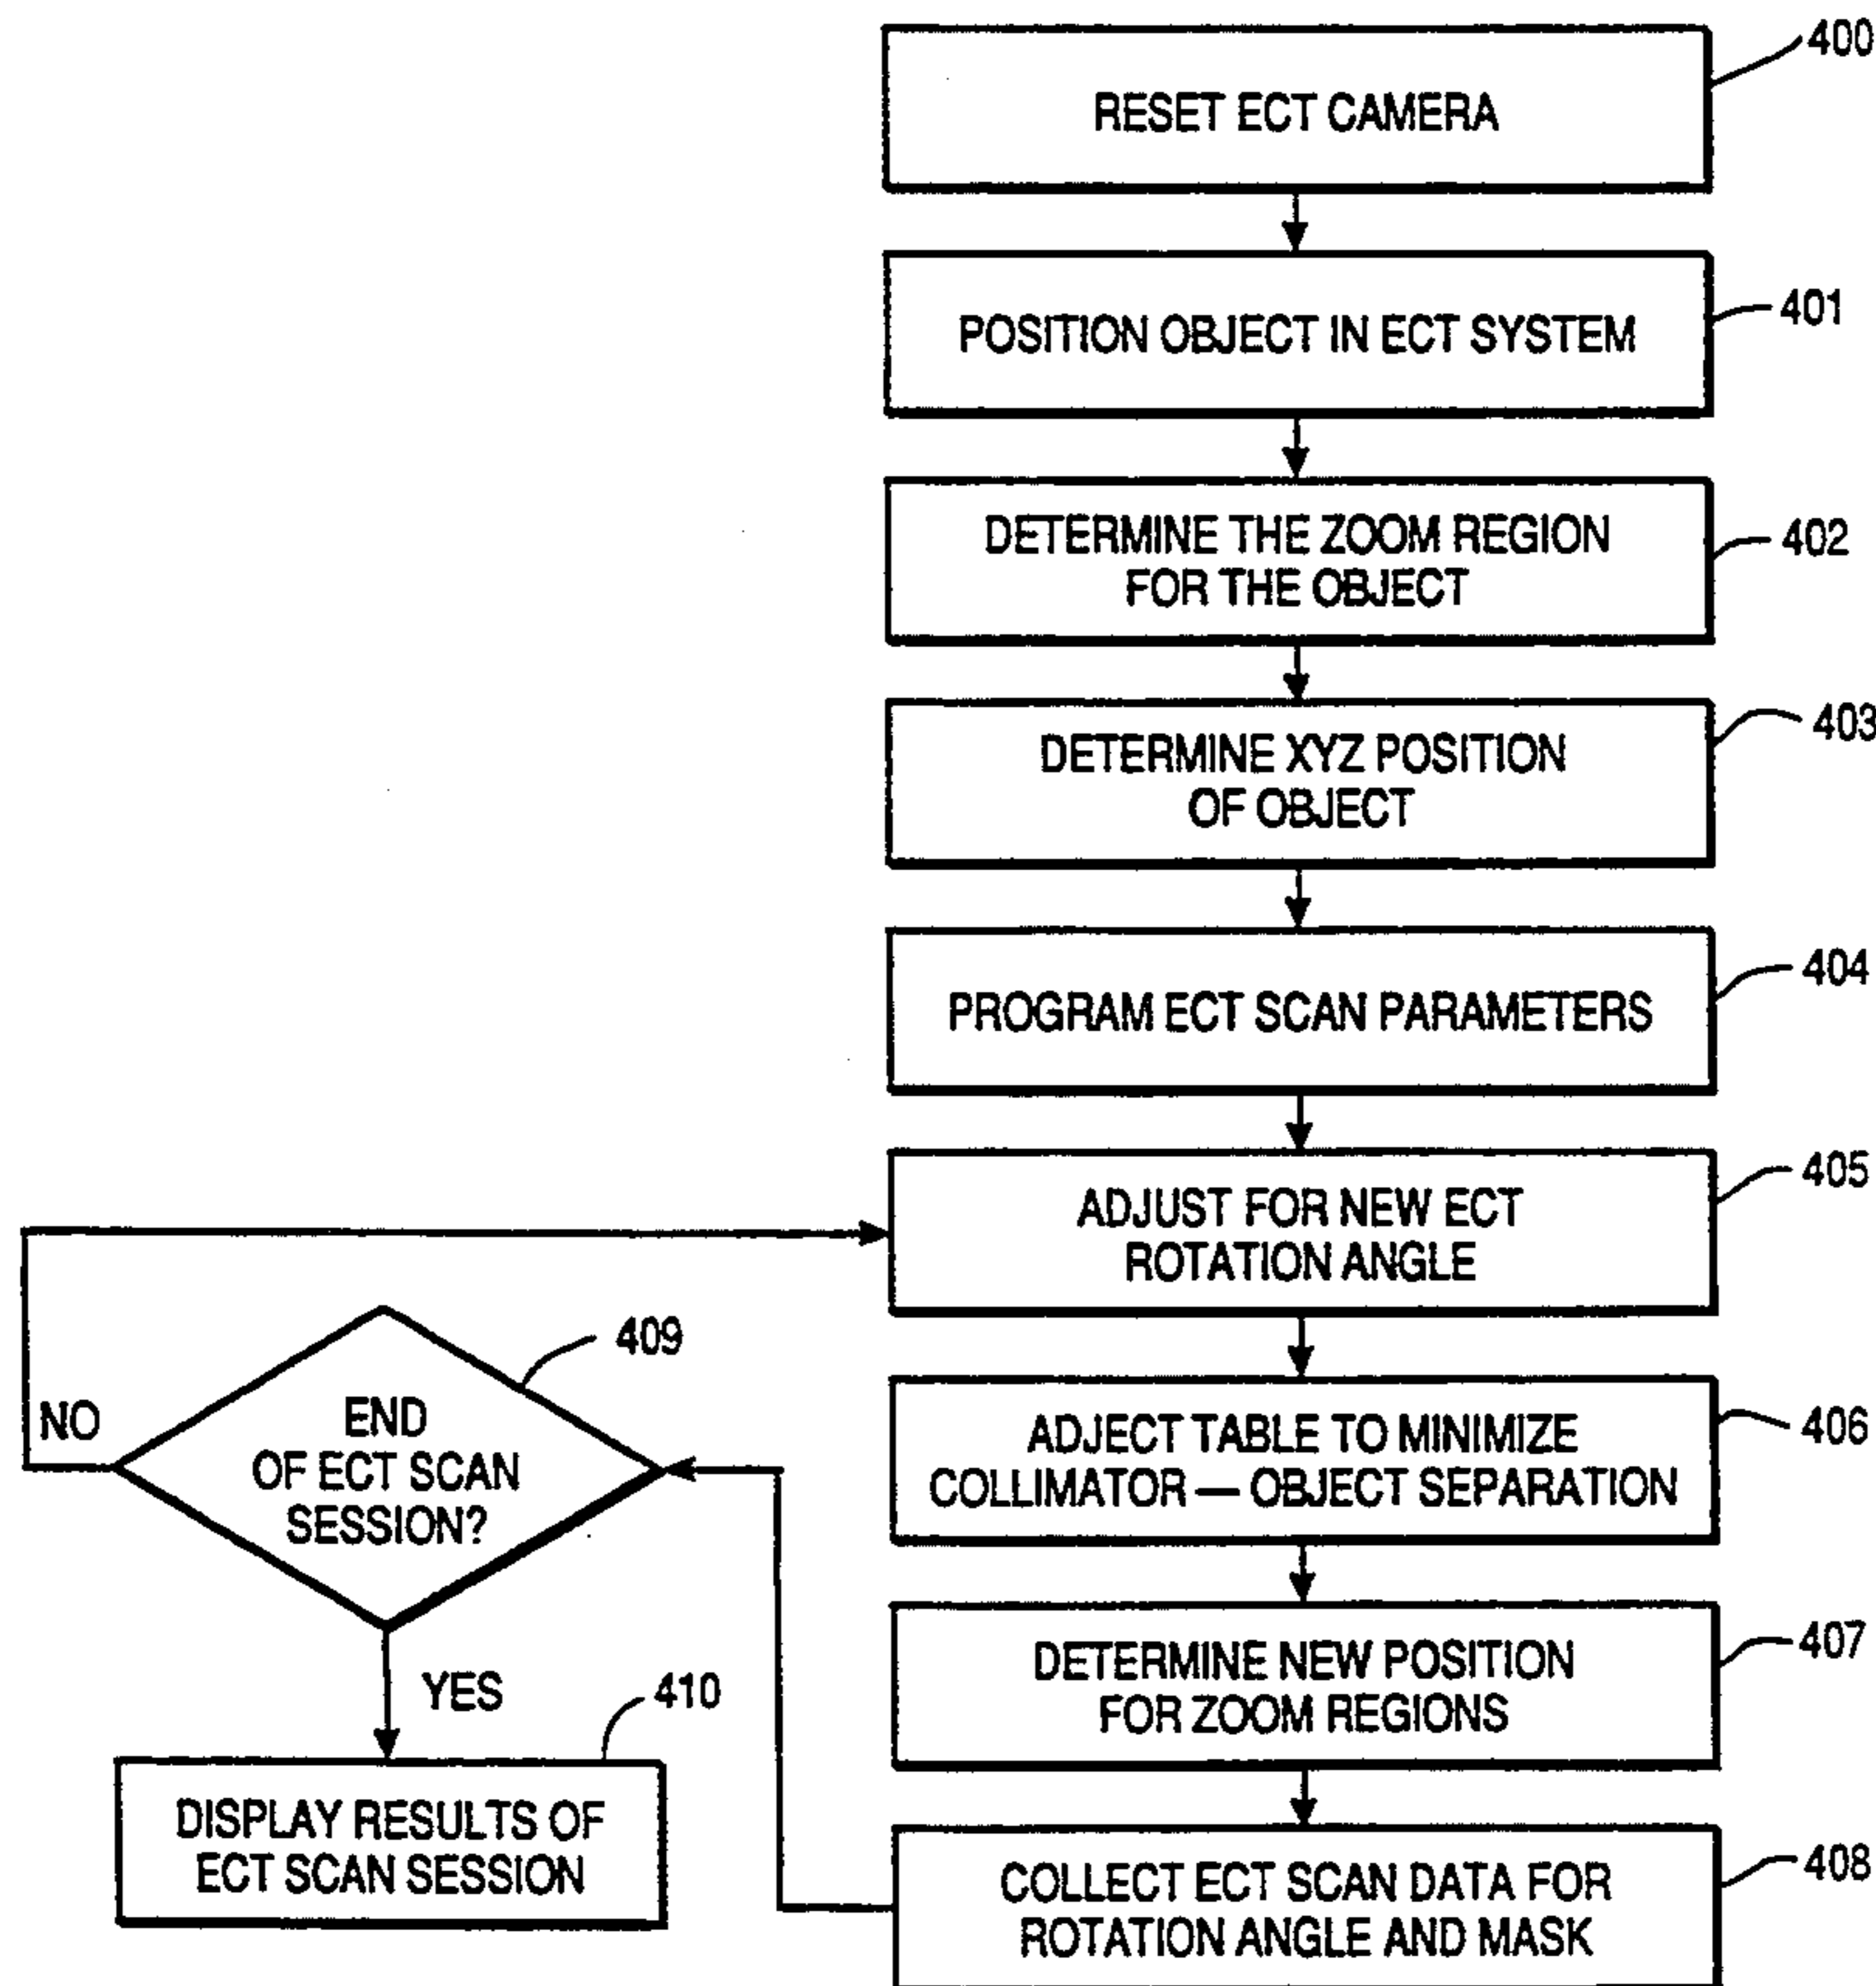 RESET ECT CAMERA
400
POSITION OBJECT IN ECT SYSTEM
401
DETERMINE THE ZOOM REGION
FOR THE OBJECT
402
DETERMINE XYZ POSITION
OF OBJECT
403
PROGRAM ECT SCAN PARAMETERS
404
ADJUST FOR NEW ECT
ROTATION ANGLE
405
ADJECT TABLE TO MINIMIZE
COLLIMATOR — OBJECT SEPARATION
406
DETERMINE NEW POSITION
FOR ZOOM REGIONS
407
COLLECT ECT SCAN DATA FOR
ROTATION ANGLE AND MASK
408
END
OF ECT SCAN
SESSION?
409
NO
YES
DISPLAY RESULTS OF
ECT SCAN SESSION
410